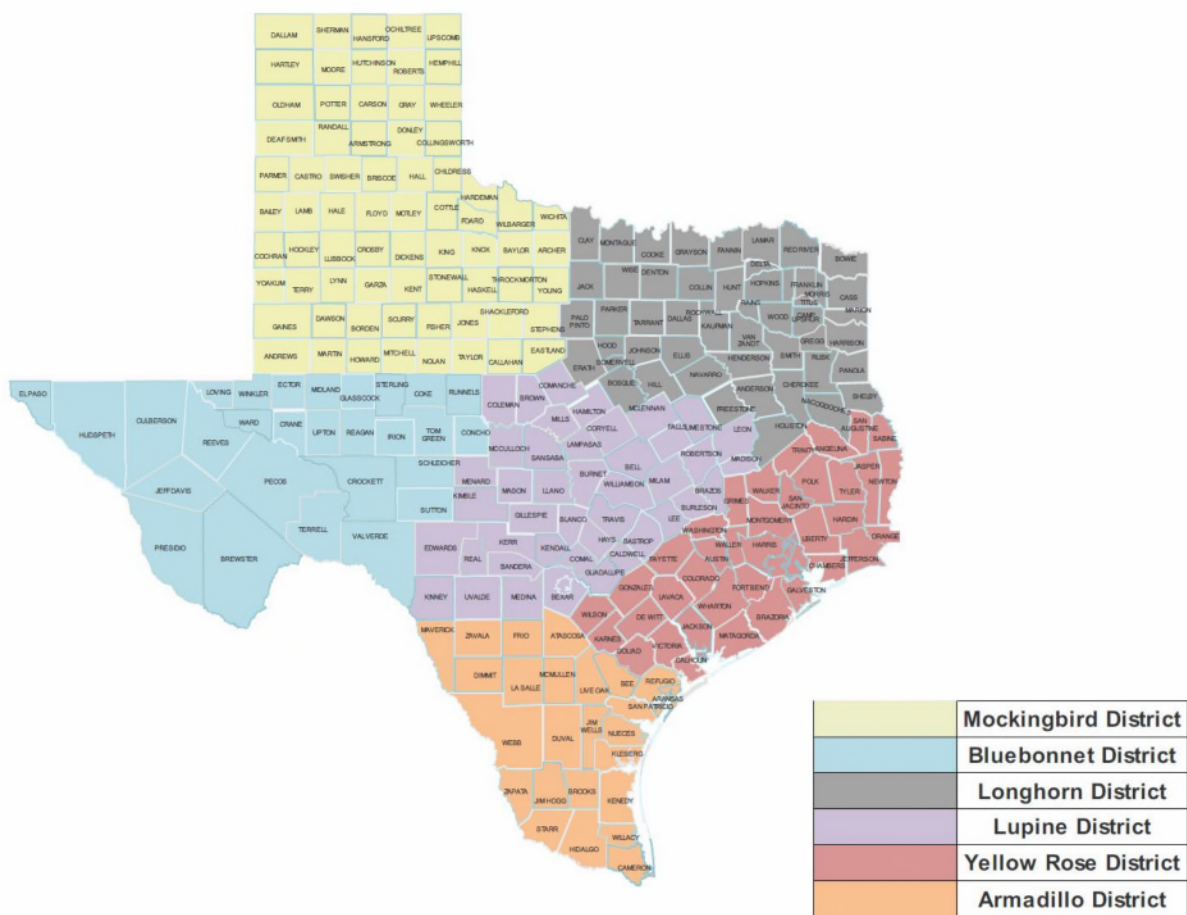 DALLAM SHERMAN HANSFORD OCHILTREE UPSCOMB
HARTLEY MOORE HUTCHINSON ROBERTS HEMPHILL
OLDHAM POTTER CARSON GRAY WHEELER
DEAF SMITH RANDALL ARMSTRONG DONLEY COLLINGSWORTH
PARMER CASTRO SWISHER BRISCOE HALL CHILDRESS
HARDEMAN
BAILEY LAMB HALE FLOYD MOTLEY COTTLE FOARD WILBARGER WICHITA
CLAY MONTAGUE COOKE GRAYSON FANNIN LAMAR RED RIVER BOWIE
COCHRAN HOCKLEY LUBBOCK CROSBY DICKENS KING KNOX BAYLOR ARCHER
DELTA
YOAKUM TERRY LYNN GARZA KENT STONEWALL HASKELL THROCKMORTON YOUNG
JACK WISE DENTON COLLIN HUNT HOPKINS FRANKLIN TITUS MORRIS CASS
RAINS WOOD CAMP UPSHUR MARION
GAINES DAWSON BORDEN SCURRY FISHER JONES SHACKELFORD STEPHENS
PALO PINTO PARKER TARRANT DALLAS ROCKWALL KAUFMAN VAN ZANDT GREGG HARRISON
ANDREWS MARTIN HOWARD MITCHELL NOLAN TAYLOR CALLAHAN EASTLAND
ERATH HOOD SOMERVELL JOHNSON ELLIS HENDERSON SMITH RUSK PANOLA
BOSQUE HILL NAVARRO ANDERSON CHEROKEE NACOGDOCHES SHELBY
FREESTONE HOUSTON
EL PASO HUDSPETH CULBERSON REEVES LOVING WINKLER ECTOR MIDLAND GLASSCOCK STERLING COKE RUNNELS
WARD CRANE UPTON REAGAN IRION TOM GREEN CONCHO
COLEMAN BROWN COMANCHE HAMILTON MILLS CORYELL MCLENNAN FALLS LIMESTONE LEON
MCCULLOCH SANSABA LAMPASAS BELL ROBERTSON MADISON
SAN AUGUSTINE SABINE TRINITY ANGELINA
JEFF DAVIS PECOS CROCKETT SCHLEICHER MENARD MASON LLANO BURNET WILLIAMSON MILAM BRAZOS
GRIMES WALKER POLK TYLER JASPER NEWTON
SUTTON KIMBLE GILLESPIE BLANCO TRAVIS LEE BURLESON
WASHINGTON MONTGOMERY SAN JACINTO HARDIN LIBERTY ORANGE
PRESIDIO BREWSTER TERRELL VALVERDE EDWARDS REAL KERR BANDERA KENDALL HAYS BASTROP CALDWELL COMAL GUADALUPE
FAYETTE AUSTIN WALLER HARRIS CHAMBERS JEFFERSON
KINNEY UVALDE MEDINA BEXAR
GONZALES LAVACA COLORADO FORT BEND GALVESTON
WILSON DE WITT WHARTON BRAZORIA
KARNES GOLIAD VICTORIA JACKSON MATAGORDA
CALHOUN
MAVERICK ZAVALA FRIO ATASCOSA
DIMMIT LA SALLE MCMULLEN LIVE OAK BEE REFUGIO
ARANSAS
SAN PATRICIO
WEBB DUVAL JIM WELLS NUECES
KLESIERG
ZAPATA JIM HOGG BROOKS KENEDY
STARR HIDALGO WILLACY
CAMERON
Mockingbird District
Bluebonnet District
Longhorn District
Lupine District
Yellow Rose District
Armadillo District